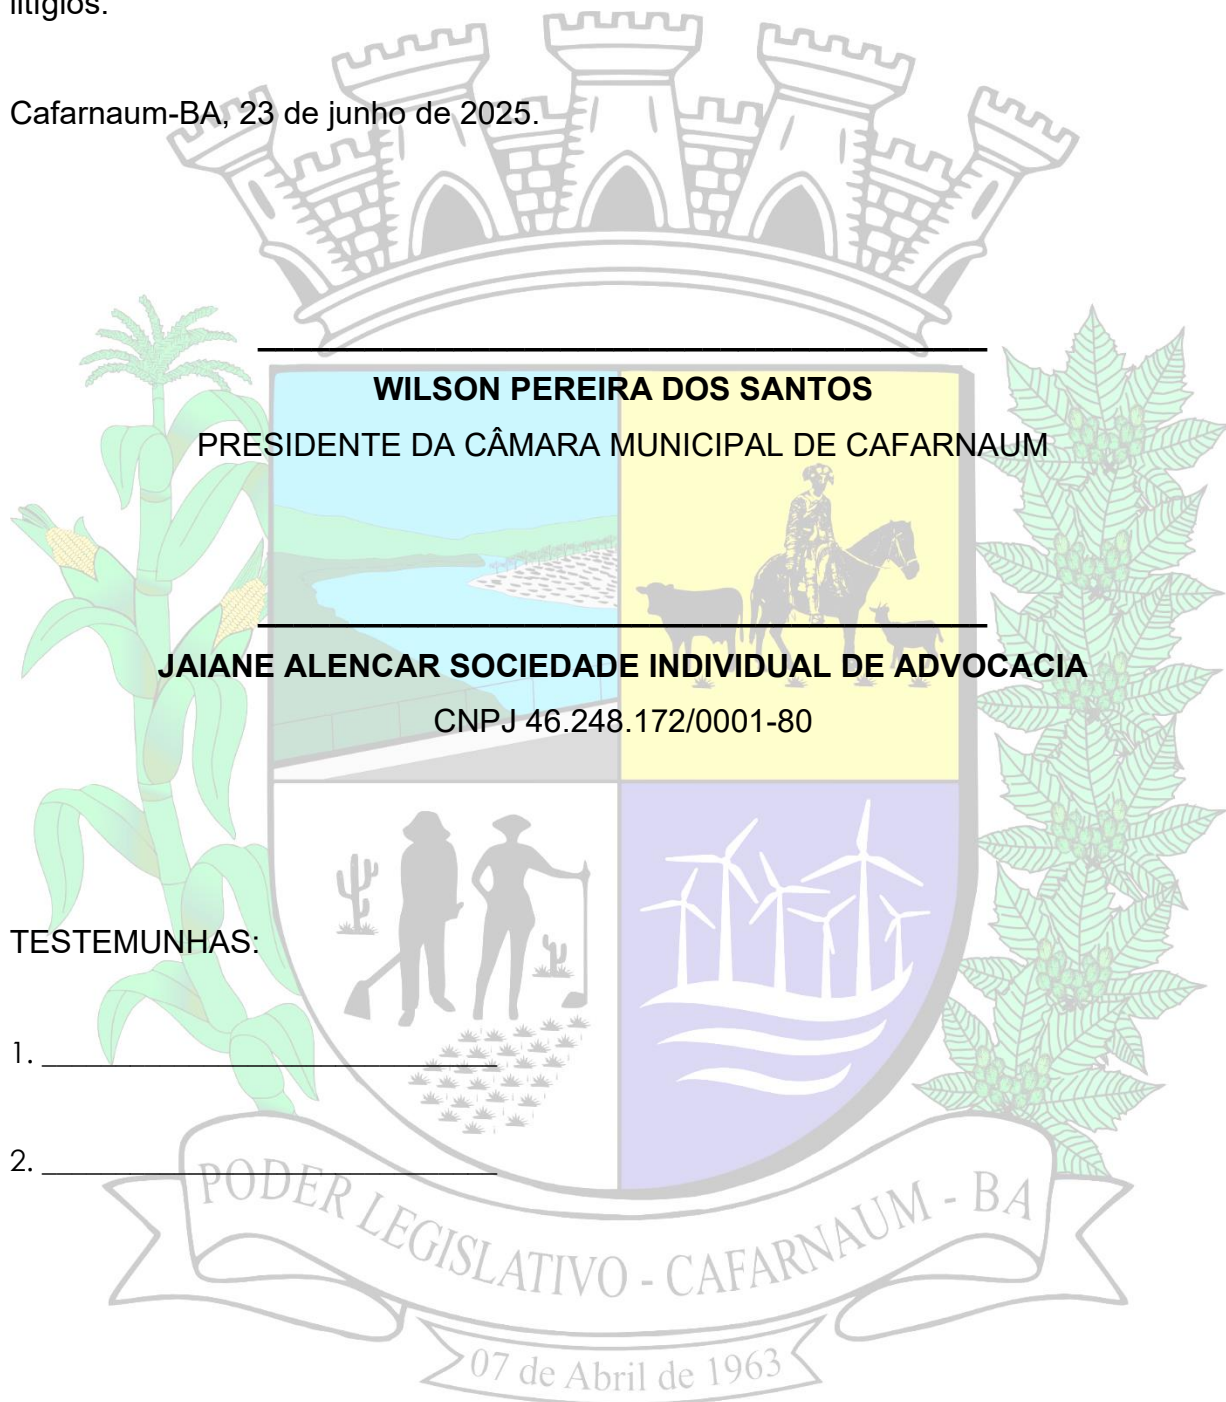 litígios.
Cafarnaum-BA, 23 de junho de 2025.
WILSON PEREIRA DOS SANTOS
PRESIDENTE DA CÂMARA MUNICIPAL DE CAFARNAUM
JAIANE ALENCAR SOCIEDADE INDIVIDUAL DE ADVOCACIA
CNPJ 46.248.172/0001-80
TESTEMUNHAS:
1. ____________________________
2. ____________________________
PODER LEGISLATIVO - CAFARNAUM - BA
07 de Abril de 1963